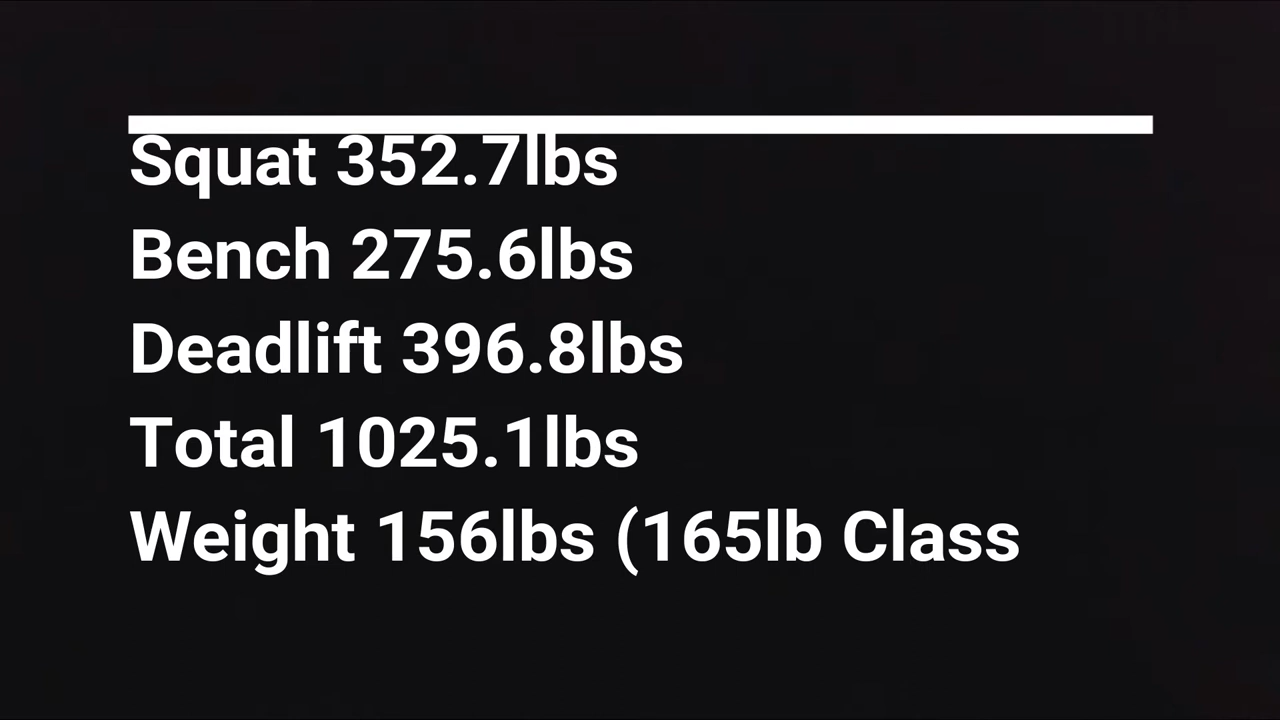 Squat 352.7lbs
Bench 275.6lbs
Deadlift 396.8lbs
Total 1025.1lbs
Weight 156lbs (165lb Class